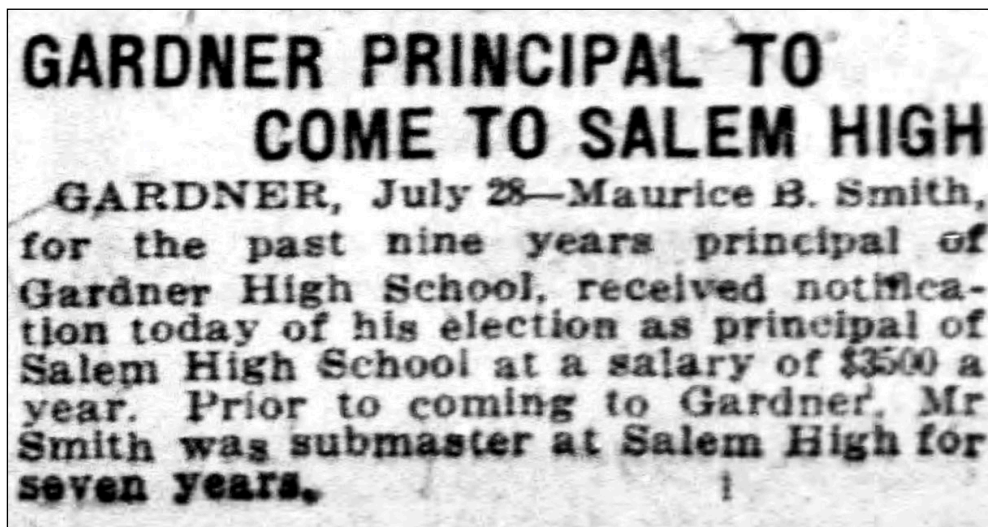 GARDNER PRINCIPAL TO
COME TO SALEM HIGH
GARDNER, July 28—Maurice B. Smith,
for the past nine years principal of
Gardner High School, received notifica-
tion today of his election as principal of
Salem High School at a salary of $3500 a
year. Prior to coming to Gardner, Mr
Smith was submaster at Salem High for
seven years.